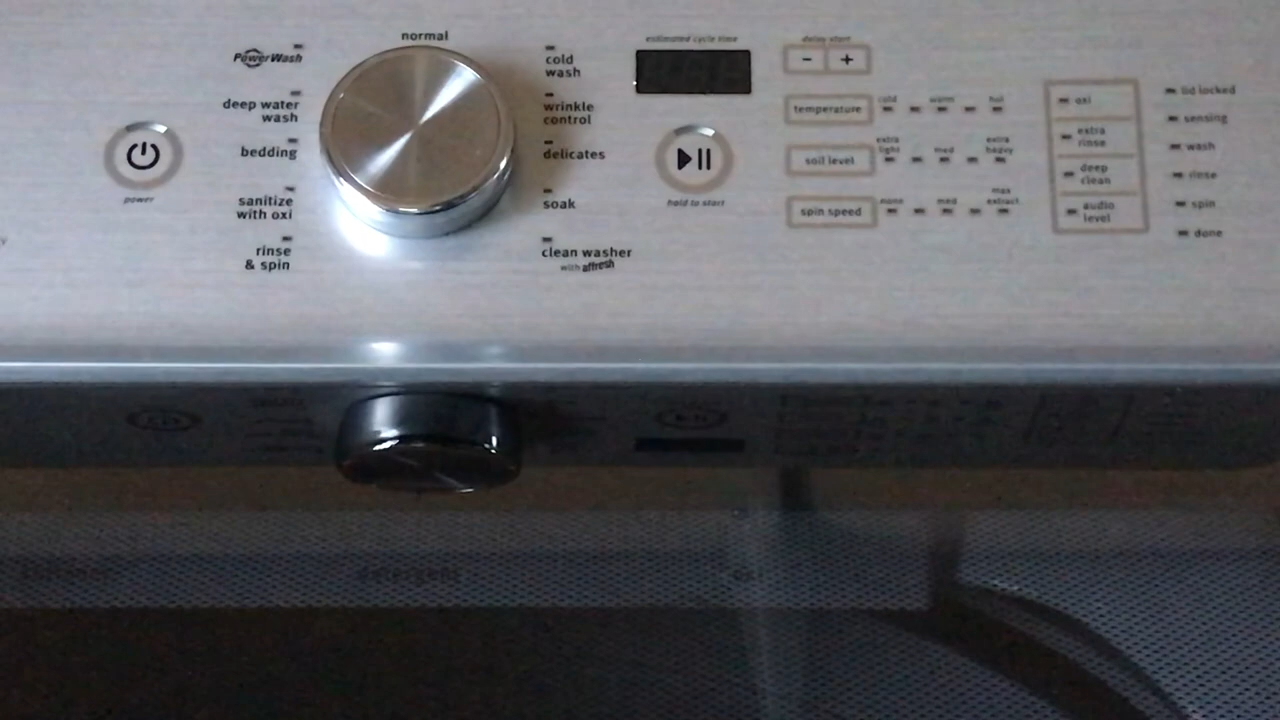 normal
PowerWash
deep water
wash
bedding
sanitize
with oxi
rinse
& spin
power
cold
wash
wrinkle
control
delicates
soak
clean washer
with affresh
estimated cycle time
hold to start
delay start
- +
temperature
cold warm hot
soil level
extra
light med extra
heavy
spin speed
none med max
extract
oxi
extra
rinse
deep
clean
audio
level
lid locked
sensing
wash
rinse
spin
done
detergent